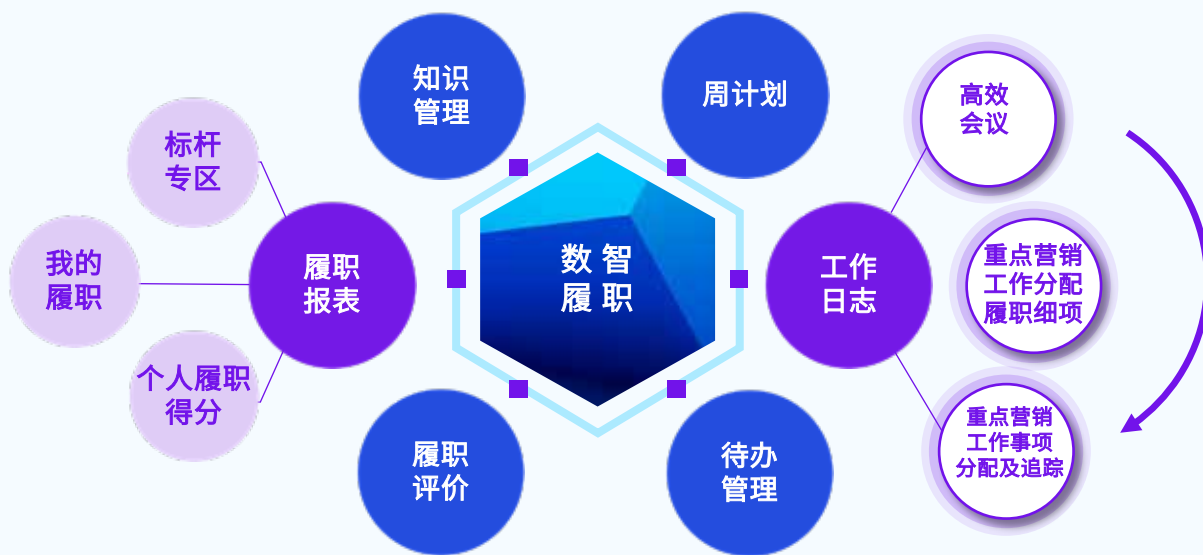 知识
管理
周计划
高效
会议
标杆
专区
我的
履职
个人履职
得分
履职
报表
数 智
履 职
工作
日志
重点营销
工作分配
履职细项
重点营销
工作事项
分配及追踪
履职
评价
待办
管理